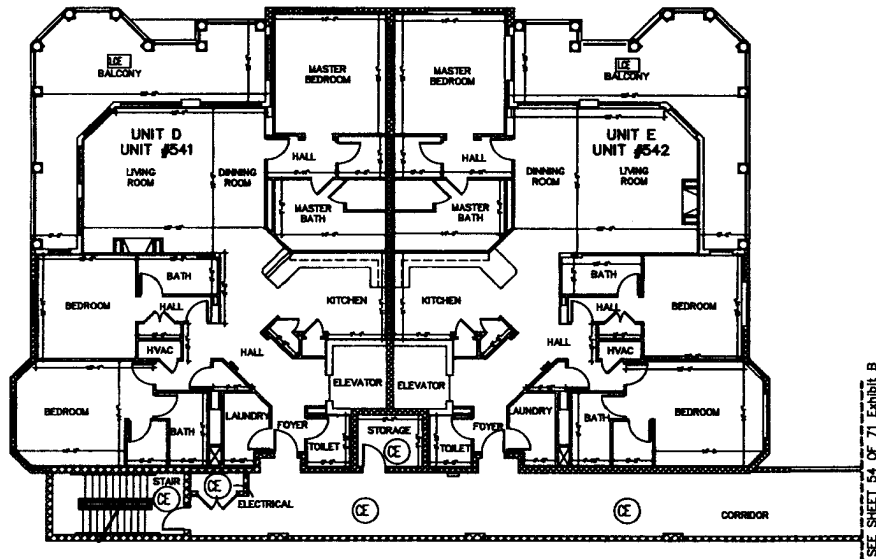 LCE
BALCONY
MASTER
BEDROOM
MASTER
BEDROOM
LCE
BALCONY
UNIT D
UNIT #541
LIVING
ROOM
DINNING
ROOM
HALL
HALL
DINNING
ROOM
UNIT E
UNIT #542
LIVING
ROOM
MASTER
BATH
MASTER
BATH
BATH
BEDROOM
HALL
KITCHEN
KITCHEN
BATH
HALL
BEDROOM
HVAC
HALL
HALL
HVAC
ELEVATOR
ELEVATOR
BEDROOM
BATH
LAUNDRY
FOYER
TOILET
STORAGE
CE
TOILET
FOYER
LAUNDRY
BATH
BEDROOM
STAIR
CE
CE
ELECTRICAL
CE
CE
CORRIDOR
SEE SHEET 54 OF 71 Exhibit B